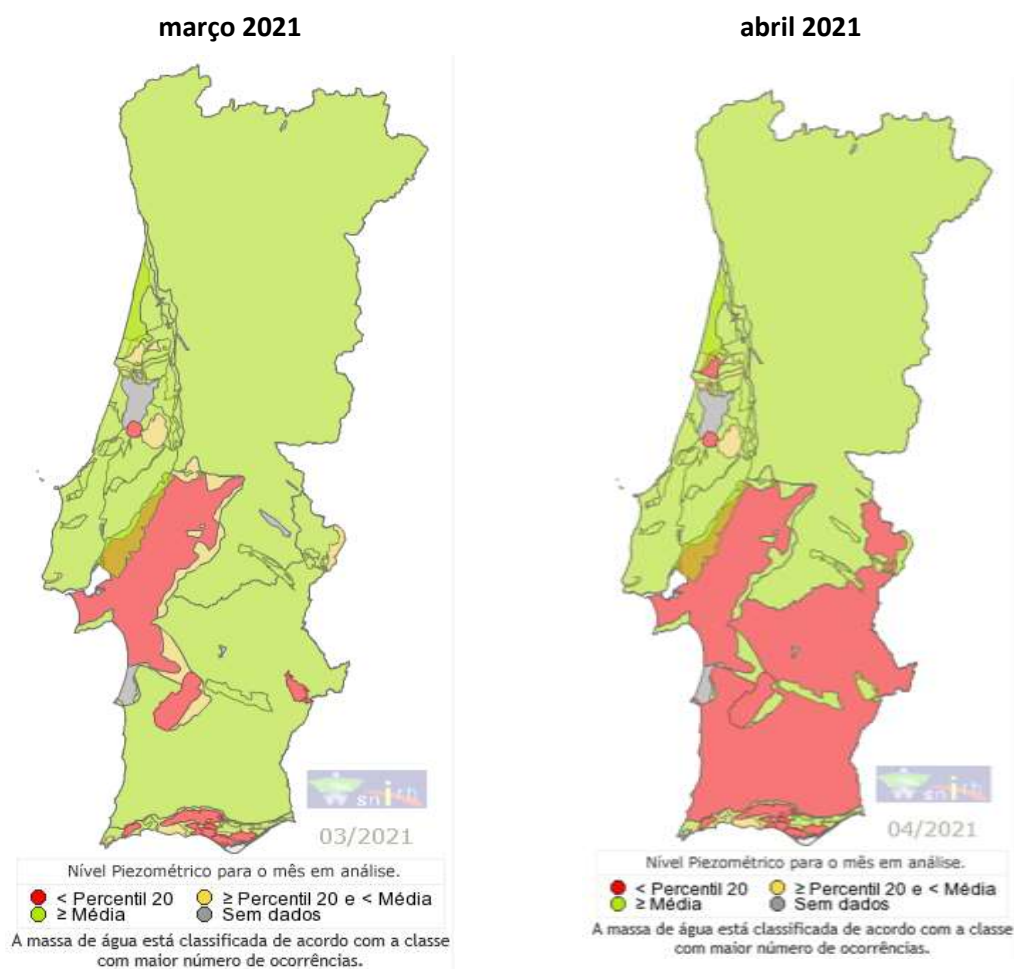 março 2021
abril 2021
snirh
03/2021
Nível Piezométrico para o mês em análise.
< Percentil 20
≥ Percentil 20 e < Média
≥ Média
Sem dados
A massa de água está classificada de acordo com a classe
com maior número de ocorrências.
snirh
04/2021
Nível Piezométrico para o mês em análise.
< Percentil 20
≥ Percentil 20 e < Média
≥ Média
Sem dados
A massa de água está classificada de acordo com a classe
com maior número de ocorrências.